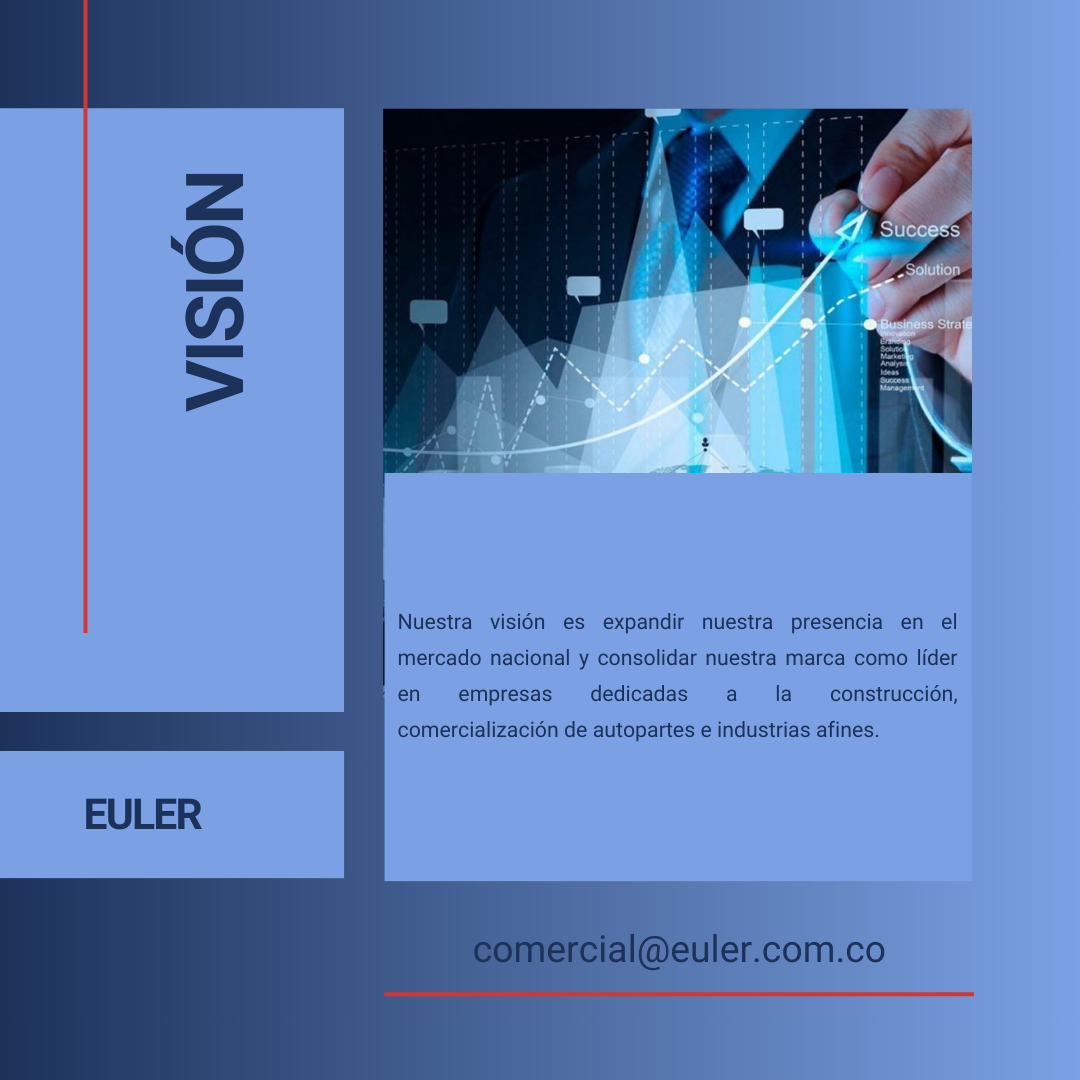 VISIÓN
Success
Solution
Business Strate
Innovation
Branding
Solution
Marketing
Analysis
Ideas
Success
Management
Nuestra visión es expandir nuestra presencia en el
mercado nacional y consolidar nuestra marca como líder
en empresas dedicadas a la construcción,
comercialización de autopartes e industrias afines.
EULER
comercial@euler.com.co